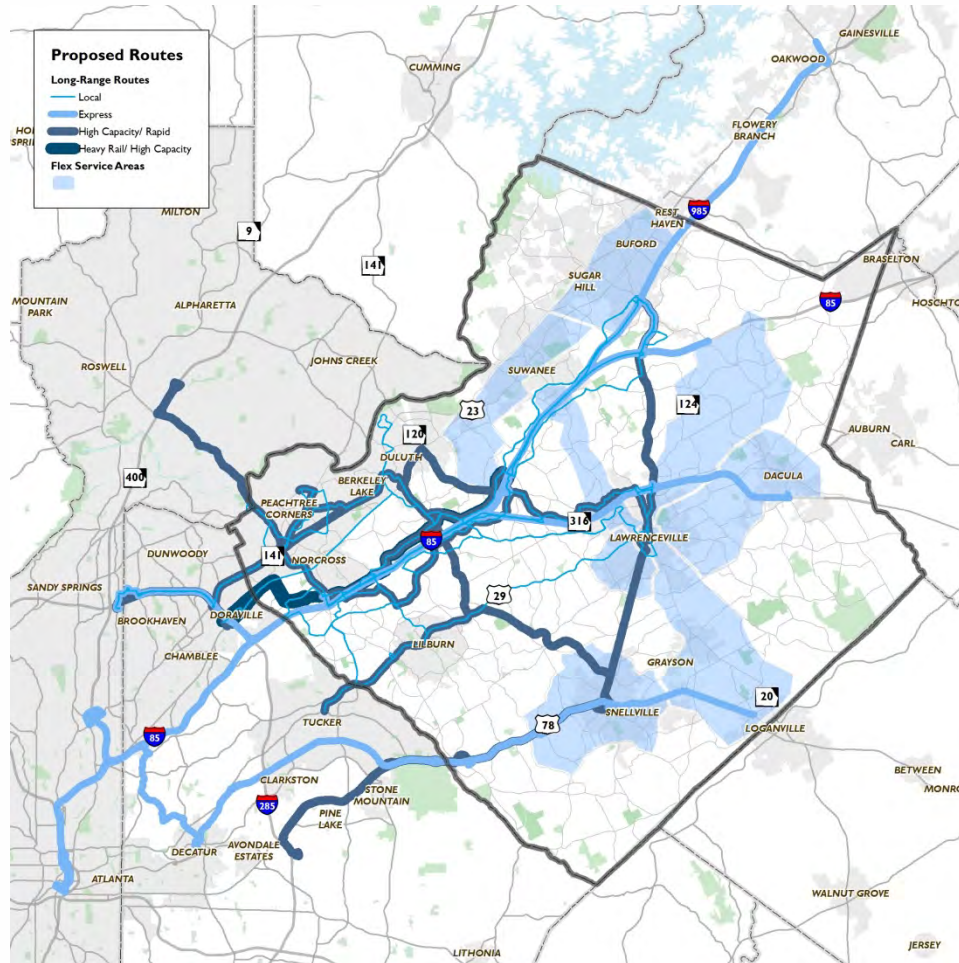 Proposed Routes
Long-Range Routes
Local
Express
High Capacity/ Rapid
Heavy Rail/ High Capacity
Flex Service Areas
GAINESVILLE
OAKWOOD
CUMMING
FLOWERY
BRANCH
MILTON
9
985
REST
HAVEN
BUFORD
141
BRASELTON
SUGAR
HILL
MOUNTAIN
PARK
ALPHARETTA
85
JOHNS CREEK
ROSWELL
SUWANEE
23
124
120
AUBURN
CARL
DULUTH
400
BERKELEY
LAKE
DACULA
PEACHTREE
CORNERS
316
85
LAWRENCEVILLE
DUNWOODY
141
NORCROSS
SANDY SPRINGS
29
DORAVILLE
BROOKHAVEN
LILBURN
CHAMBLEE
GRAYSON
20
SNELLVILLE
TUCKER
78
LOGANVILLE
85
CLARKSTON
BETWEEN
285
STONE
MOUNTAIN
PINE
LAKE
DECATUR
AVONDALE
ESTATES
ATLANTA
WALNUT GROVE
JERSEY
LITHONIA